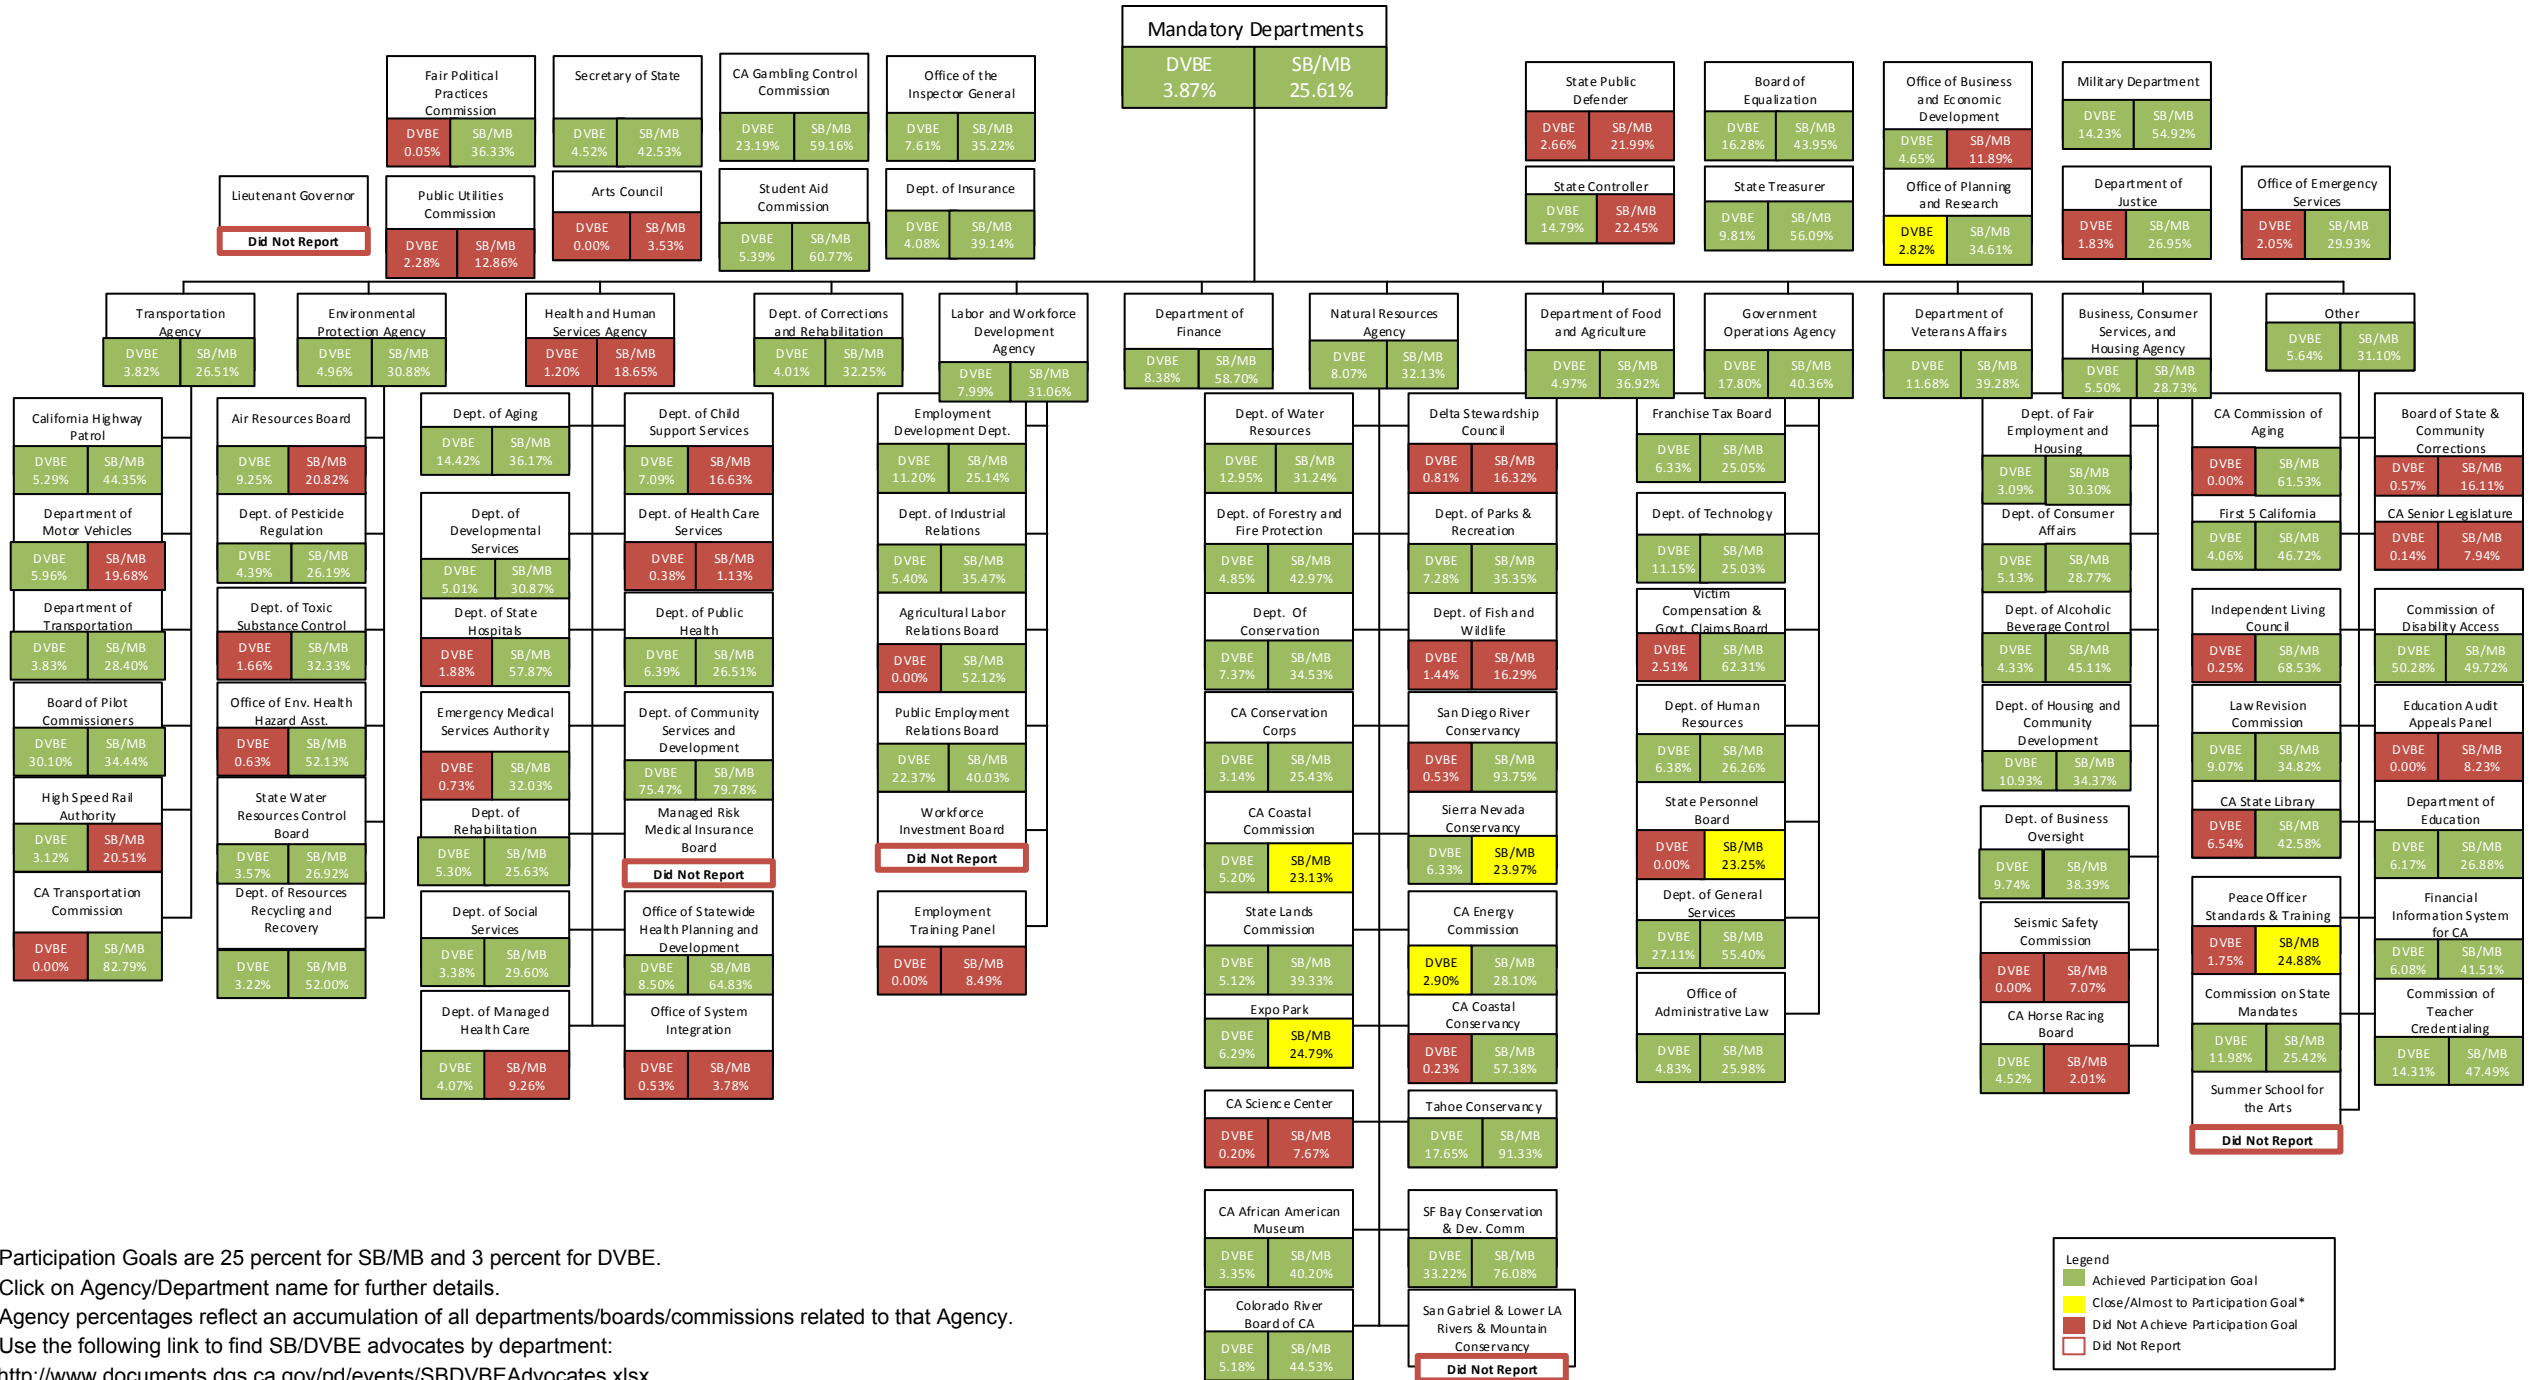 Mandatory Departments
DVBE SB/MB
3.87% 25.61%
Fair Political
Practices
Commission
DVBE SB/MB
0.05% 36.33%
Secretary of State
DVBE SB/MB
4.52% 42.53%
CA Gambling Control
Commission
DVBE SB/MB
23.19% 59.16%
Office of the
Inspector General
DVBE SB/MB
7.61% 35.22%
State Public
Defender
DVBE SB/MB
2.66% 21.99%
Board of
Equalization
DVBE SB/MB
16.28% 43.95%
Office of Business
and Economic
Development
DVBE SB/MB
4.65% 11.89%
Military Department
DVBE SB/MB
14.23% 54.92%
Lieutenant Governor
Did Not Report
Public Utilities
Commission
DVBE SB/MB
2.28% 12.86%
Arts Council
DVBE SB/MB
0.00% 3.53%
Student Aid
Commission
DVBE SB/MB
5.39% 60.77%
Dept. of Insurance
DVBE SB/MB
4.08% 39.14%
State Controller
DVBE SB/MB
14.79% 22.45%
State Treasurer
DVBE SB/MB
9.81% 56.09%
Office of Planning
and Research
DVBE SB/MB
2.82% 34.61%
Department of
Justice
DVBE SB/MB
1.83% 26.95%
Office of Emergency
Services
DVBE SB/MB
2.05% 29.93%
Transportation
Agency
DVBE SB/MB
3.82% 26.51%
California Highway
Patrol
DVBE SB/MB
5.29% 44.35%
Department of
Motor Vehicles
DVBE SB/MB
5.96% 19.68%
Department of
Transportation
DVBE SB/MB
3.83% 28.40%
Board of Pilot
Commissioners
DVBE SB/MB
30.10% 34.44%
High Speed Rail
Authority
DVBE SB/MB
3.12% 20.51%
CA Transportation
Commission
DVBE SB/MB
0.00% 82.79%
Environmental
Protection Agency
DVBE SB/MB
4.96% 30.88%
Air Resources Board
DVBE SB/MB
9.25% 20.82%
Dept. of Pesticide
Regulation
DVBE SB/MB
4.39% 26.19%
Dept. of Toxic
Substance Control
DVBE SB/MB
1.66% 32.33%
Office of Env. Health
Hazard Asst.
DVBE SB/MB
0.63% 52.13%
State Water
Resources Control
Board
DVBE SB/MB
3.57% 26.92%
Dept. of Resources
Recycling and
Recovery
DVBE SB/MB
3.22% 52.00%
Health and Human
Services Agency
DVBE SB/MB
1.20% 18.65%
Dept. of Aging
DVBE SB/MB
14.42% 36.17%
Dept. of Child
Support Services
DVBE SB/MB
7.09% 16.63%
Dept. of
Developmental
Services
DVBE SB/MB
5.01% 30.87%
Dept. of Health Care
Services
DVBE SB/MB
0.38% 1.13%
Dept. of State
Hospitals
DVBE SB/MB
1.88% 57.87%
Dept. of Public
Health
DVBE SB/MB
6.39% 26.51%
Emergency Medical
Services Authority
DVBE SB/MB
0.73% 32.03%
Dept. of Community
Services and
Development
DVBE SB/MB
75.47% 79.78%
Dept. of
Rehabilitation
DVBE SB/MB
5.30% 25.63%
Managed Risk
Medical Insurance
Board
Did Not Report
Dept. of Social
Services
DVBE SB/MB
3.38% 29.60%
Office of Statewide
Health Planning and
Development
DVBE SB/MB
8.50% 64.83%
Dept. of Managed
Health Care
DVBE SB/MB
4.07% 9.26%
Office of System
Integration
DVBE SB/MB
0.53% 3.78%
Dept. of Corrections
and Rehabilitation
DVBE SB/MB
4.01% 32.25%
Labor and Workforce
Development
Agency
DVBE SB/MB
7.99% 31.06%
Employment
Development Dept.
DVBE SB/MB
11.20% 25.14%
Dept. of Industrial
Relations
DVBE SB/MB
5.40% 35.47%
Agricultural Labor
Relations Board
DVBE SB/MB
0.00% 52.12%
Public Employment
Relations Board
DVBE SB/MB
22.37% 40.03%
Workforce
Investment Board
Did Not Report
Employment
Training Panel
DVBE SB/MB
0.00% 8.49%
Department of
Finance
DVBE SB/MB
8.38% 58.70%
Natural Resources
Agency
DVBE SB/MB
8.07% 32.13%
Dept. of Water
Resources
DVBE SB/MB
12.95% 31.24%
Delta Stewardship
Council
DVBE SB/MB
0.81% 16.32%
Dept. of Forestry and
Fire Protection
DVBE SB/MB
4.85% 42.97%
Dept. of Parks &
Recreation
DVBE SB/MB
7.28% 35.35%
Dept. Of
Conservation
DVBE SB/MB
7.37% 34.53%
Dept. of Fish and
Wildlife
DVBE SB/MB
1.44% 16.29%
CA Conservation
Corps
DVBE SB/MB
3.14% 25.43%
San Diego River
Conservancy
DVBE SB/MB
0.53% 93.75%
CA Coastal
Commission
DVBE SB/MB
5.20% 23.13%
Sierra Nevada
Conservancy
DVBE SB/MB
6.33% 23.97%
State Lands
Commission
DVBE SB/MB
5.12% 39.33%
CA Energy
Commission
DVBE SB/MB
2.90% 28.10%
Expo Park
DVBE SB/MB
6.29% 24.79%
CA Coastal
Conservancy
DVBE SB/MB
0.23% 57.38%
CA Science Center
DVBE SB/MB
0.20% 7.67%
Tahoe Conservancy
DVBE SB/MB
17.65% 91.33%
CA African American
Museum
DVBE SB/MB
3.35% 40.20%
SF Bay Conservation
& Dev. Comm
DVBE SB/MB
33.22% 76.08%
Colorado River
Board of CA
DVBE SB/MB
5.18% 44.53%
San Gabriel & Lower LA
Rivers & Mountain
Conservancy
Did Not Report
Department of Food
and Agriculture
DVBE SB/MB
4.97% 36.92%
Government
Operations Agency
DVBE SB/MB
17.80% 40.36%
Franchise Tax Board
DVBE SB/MB
6.33% 25.05%
Dept. of Technology
DVBE SB/MB
11.15% 25.03%
Victim
Compensation &
Govt. Claims Board
DVBE SB/MB
2.51% 62.31%
Dept. of Human
Resources
DVBE SB/MB
6.38% 26.26%
State Personnel
Board
DVBE SB/MB
0.00% 23.25%
Dept. of General
Services
DVBE SB/MB
27.11% 55.40%
Office of
Administrative Law
DVBE SB/MB
4.83% 25.98%
Department of
Veterans Affairs
DVBE SB/MB
11.68% 39.28%
Business, Consumer
Services, and
Housing Agency
DVBE SB/MB
5.50% 28.73%
Dept. of Fair
Employment and
Housing
DVBE SB/MB
3.09% 30.30%
Dept. of Consumer
Affairs
DVBE SB/MB
5.13% 28.77%
Dept. of Alcoholic
Beverage Control
DVBE SB/MB
4.33% 45.11%
Dept. of Housing and
Community
Development
DVBE SB/MB
10.93% 34.37%
Dept. of Business
Oversight
DVBE SB/MB
9.74% 38.39%
Seismic Safety
Commission
DVBE SB/MB
0.00% 7.07%
CA Horse Racing
Board
DVBE SB/MB
4.52% 2.01%
Other
DVBE SB/MB
5.64% 31.10%
CA Commission of
Aging
DVBE SB/MB
0.00% 61.53%
Board of State &
Community
Corrections
DVBE SB/MB
0.57% 16.11%
First 5 California
DVBE SB/MB
4.06% 46.72%
CA Senior Legislature
DVBE SB/MB
0.14% 7.94%
Independent Living
Council
DVBE SB/MB
0.25% 68.53%
Commission of
Disability Access
DVBE SB/MB
50.28% 49.72%
Law Revision
Commission
DVBE SB/MB
9.07% 34.82%
Education Audit
Appeals Panel
DVBE SB/MB
0.00% 8.23%
CA State Library
DVBE SB/MB
6.54% 42.58%
Department of
Education
DVBE SB/MB
6.17% 26.88%
Peace Officer
Standards & Training
DVBE SB/MB
1.75% 24.88%
Financial
Information System
for CA
DVBE SB/MB
6.08% 41.51%
Commission on State
Mandates
DVBE SB/MB
11.98% 25.42%
Commission of
Teacher
Credentialing
DVBE SB/MB
14.31% 47.49%
Summer School for
the Arts
Did Not Report
Participation Goals are 25 percent for SB/MB and 3 percent for DVBE.
Click on Agency/Department name for further details.
Agency percentages reflect an accumulation of all departments/boards/commissions related to that Agency.
Use the following link to find SB/DVBE advocates by department:
http://www.documents.dgs.ca.gov/pd/events/SBDVBEAdvocates.xlsx
Legend
Achieved Participation Goal
Close/Almost to Participation Goal*
Did Not Achieve Participation Goal
Did Not Report